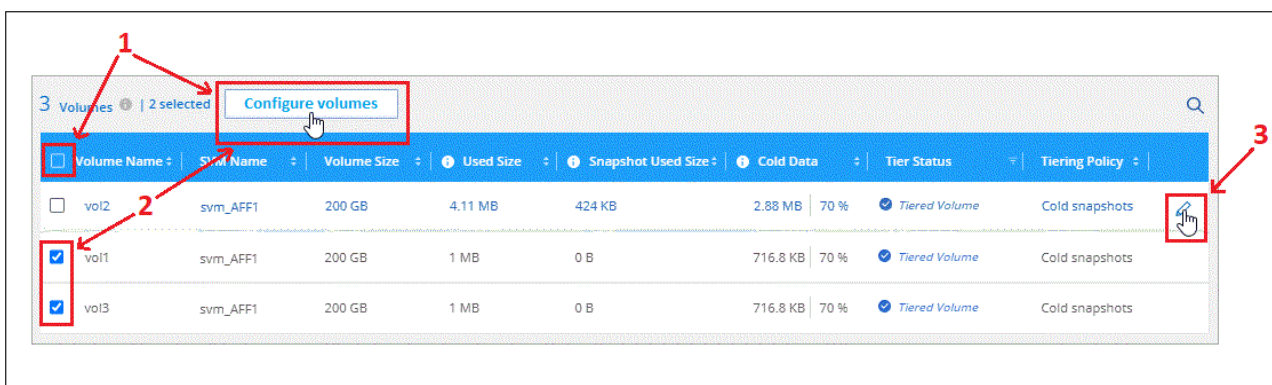 1
3 Volumes | 2 selected Configure volumes
3
Volume Name SVM Name Volume Size Used Size Snapshot Used Size Cold Data Tier Status Tiering Policy
2
vol2 svm_AFF1 200 GB 4.11 MB 424 KB 2.88 MB 70 % Tiered Volume Cold snapshots
vol1 svm_AFF1 200 GB 1 MB 0 B 716.8 KB 70 % Tiered Volume Cold snapshots
vol3 svm_AFF1 200 GB 1 MB 0 B 716.8 KB 70 % Tiered Volume Cold snapshots